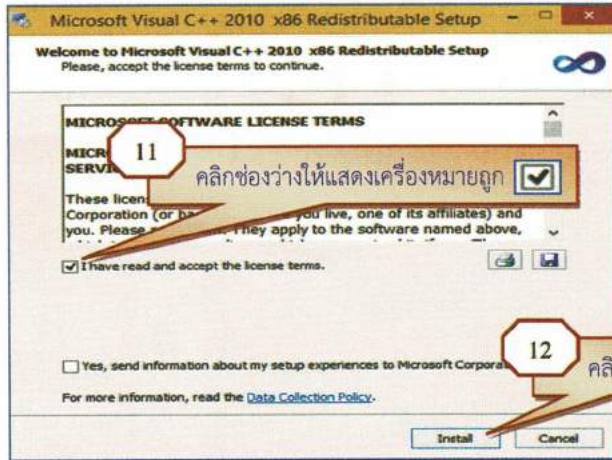 Microsoft Visual C++ 2010 x86 Redistributable Setup
Welcome to Microsoft Visual C++ 2010 x86 Redistributable Setup
Please, accept the license terms to continue.
MICROSOFT SOFTWARE LICENSE TERMS
11
คลิกช่องว่างให้แสดงเครื่องหมายถูก
These
Corporation (or you live, one of its affiliates) and
you. Please They apply to the software named above,
I have read and accept the license terms.
Yes, send information about my setup experiences to Microsoft
12
For more information, read the Data Collection Policy.
Install
Cancel